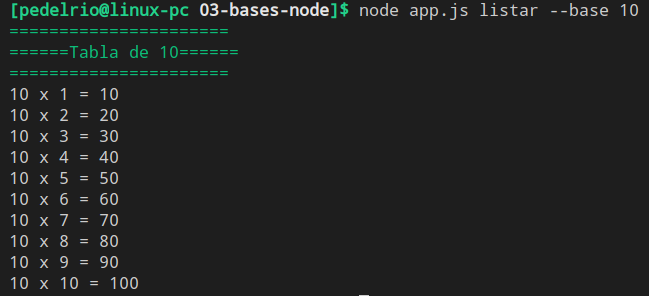 [pedelrio@linux-pc 03-bases-node]$ node app.js listar --base 10
======================
======Tabla de 10======
======================
10 x 1 = 10
10 x 2 = 20
10 x 3 = 30
10 x 4 = 40
10 x 5 = 50
10 x 6 = 60
10 x 7 = 70
10 x 8 = 80
10 x 9 = 90
10 x 10 = 100